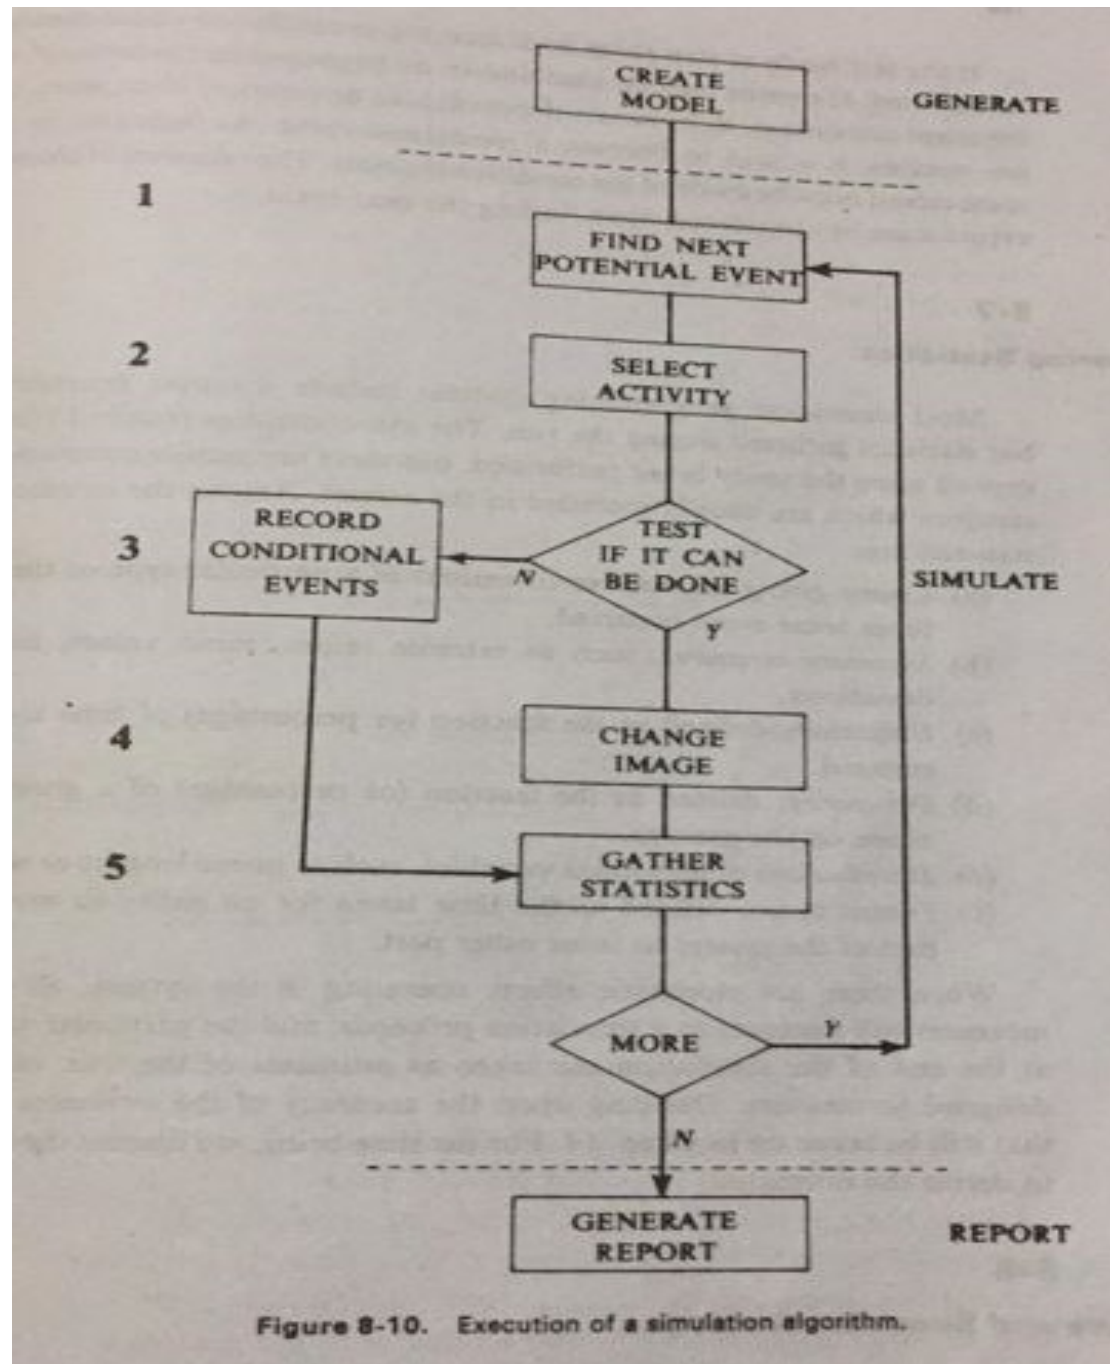 CREATE
MODEL
GENERATE
1
FIND NEXT
POTENTIAL EVENT
2
SELECT
ACTIVITY
3
RECORD
CONDITIONAL
EVENTS
N
TEST
IF IT CAN
BE DONE
SIMULATE
Y
4
CHANGE
IMAGE
5
GATHER
STATISTICS
MORE
Y
N
GENERATE
REPORT
REPORT
Figure 8-10. Execution of a simulation algorithm.